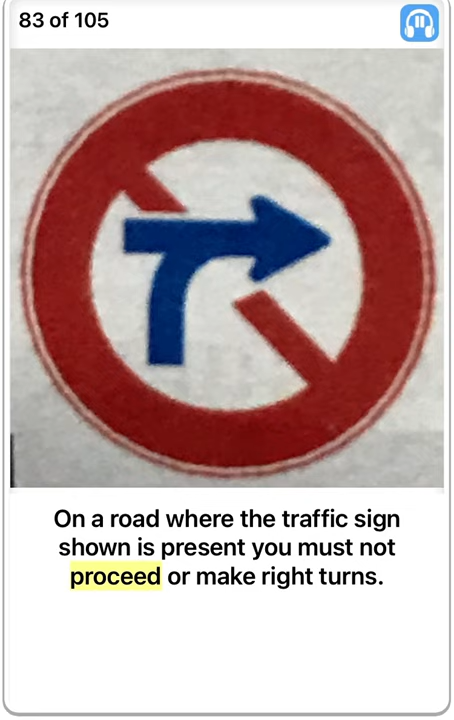 83 of 105
On a road where the traffic sign
shown is present you must not
proceed or make right turns.